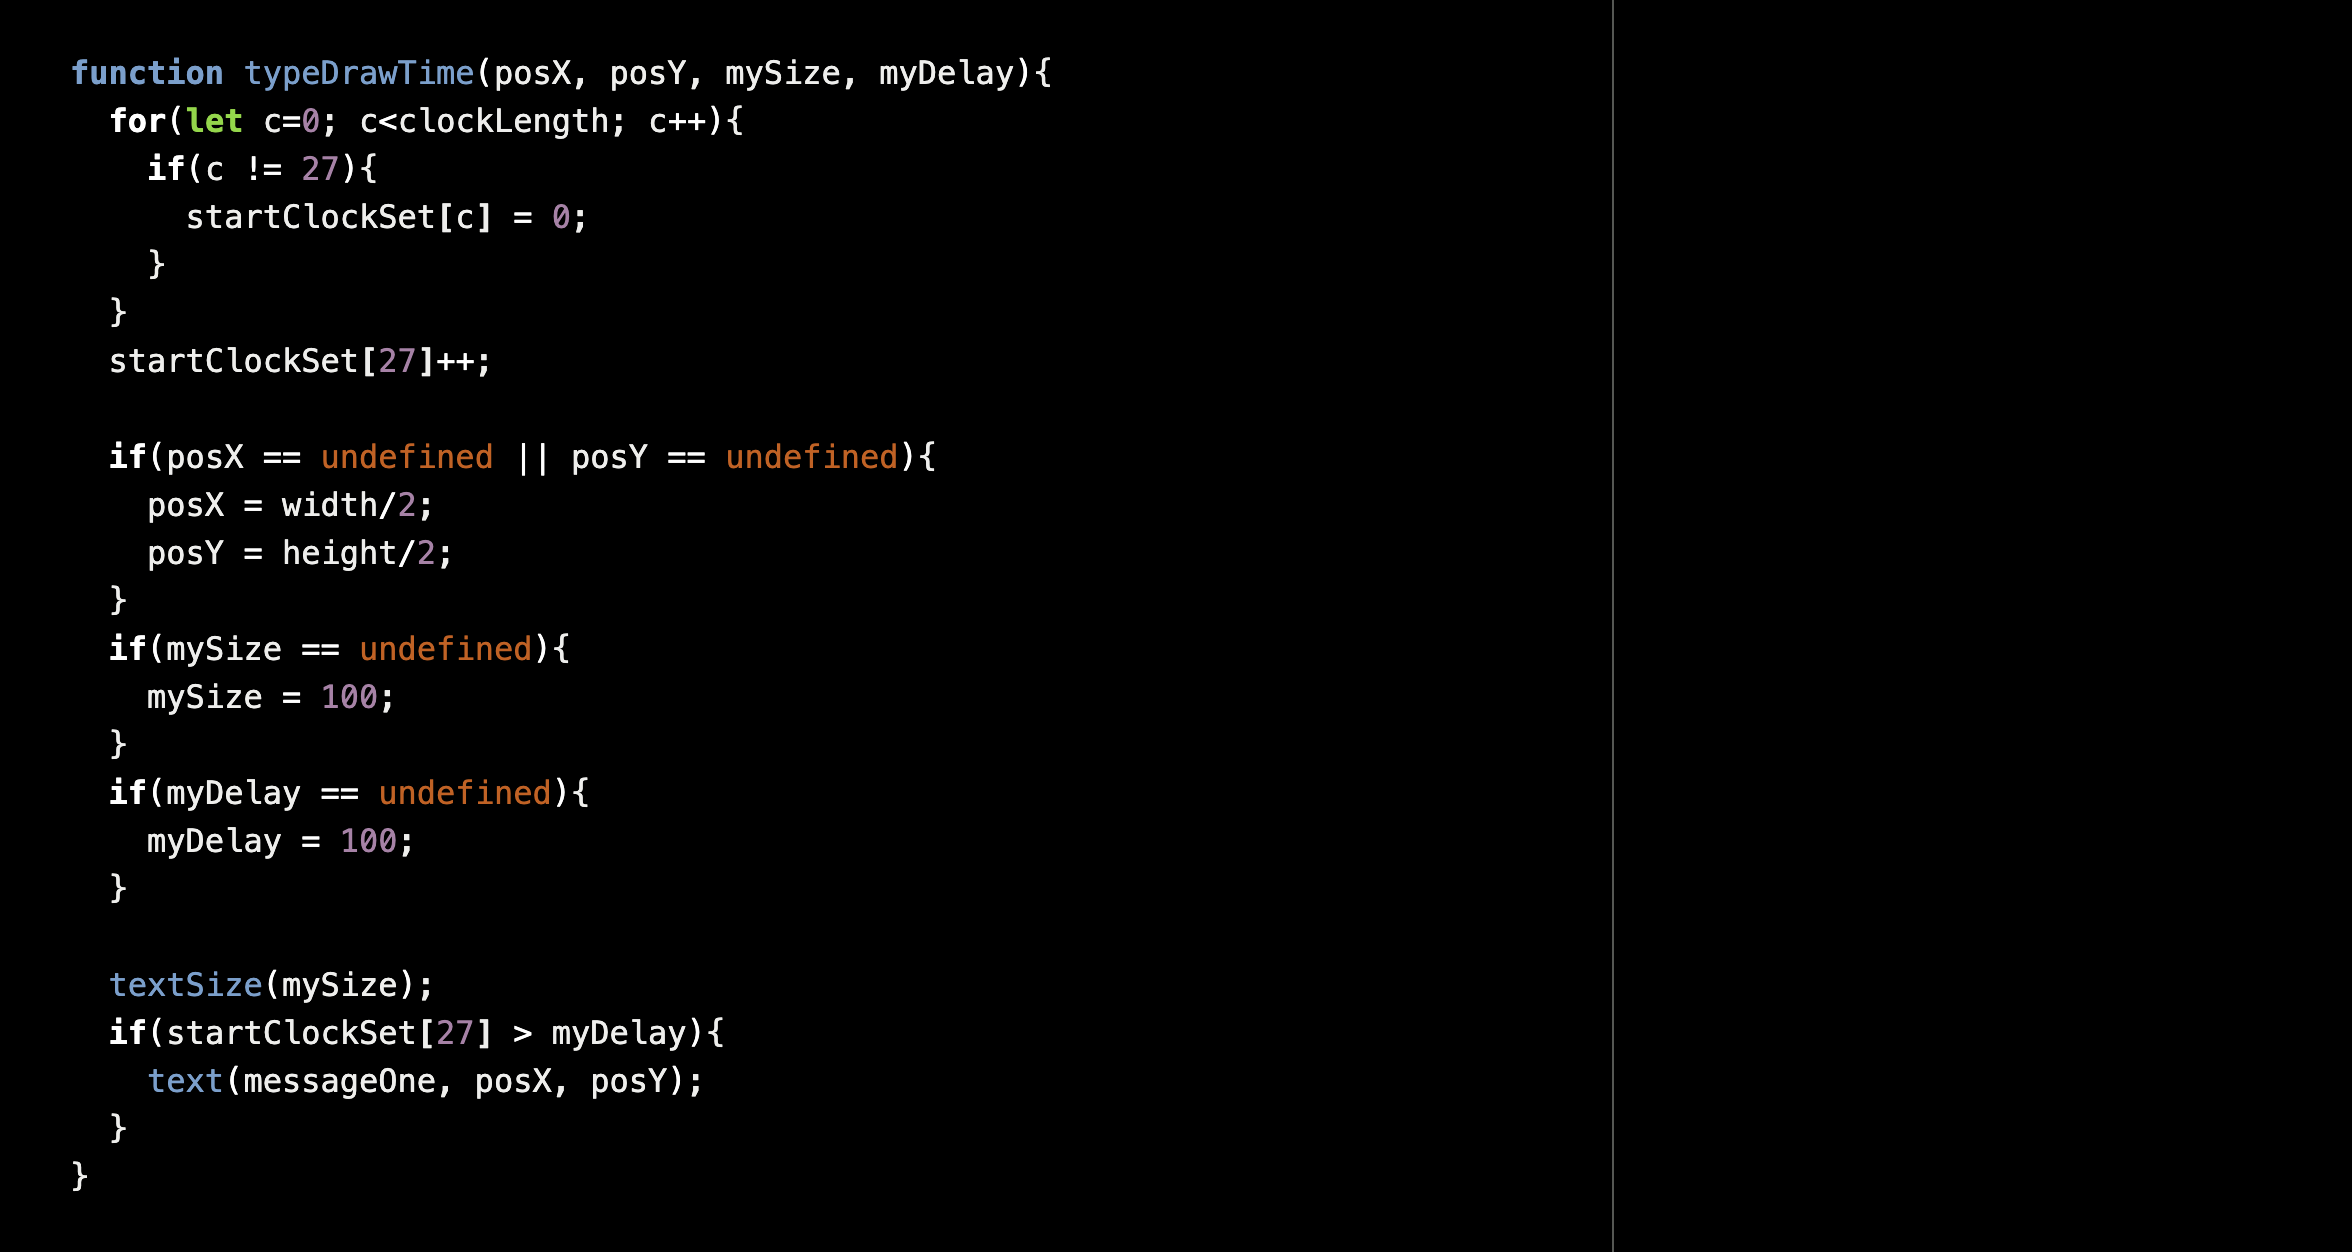 function typeDrawTime(posX, posY, mySize, myDelay){
  for(let c=0; c<clockLength; c++){
    if(c != 27){
      startClockSet[c] = 0;
    }
  }
  startClockSet[27]++;

  if(posX == undefined || posY == undefined){
    posX = width/2;
    posY = height/2;
  }
  if(mySize == undefined){
    mySize = 100;
  }
  if(myDelay == undefined){
    myDelay = 100;
  }

  textSize(mySize);
  if(startClockSet[27] > myDelay){
    text(messageOne, posX, posY);
  }
}